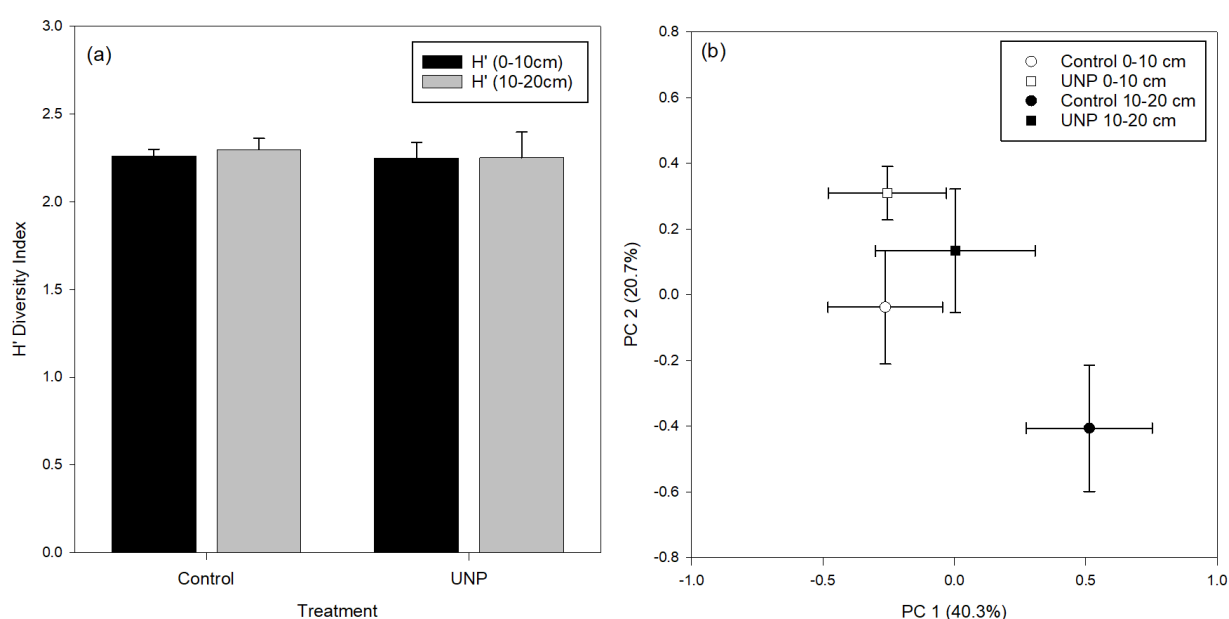 (a)
H' (0-10cm)
H' (10-20cm)
3.0
2.5
2.0
1.5
1.0
0.5
0.0
H' Diversity Index
Control
UNP
Treatment
(b)
Control 0-10 cm
UNP 0-10 cm
Control 10-20 cm
UNP 10-20 cm
0.8
0.6
0.4
0.2
0.0
-0.2
-0.4
-0.6
-0.8
PC 2 (20.7%)
-1.0
-0.5
0.0
0.5
1.0
PC 1 (40.3%)